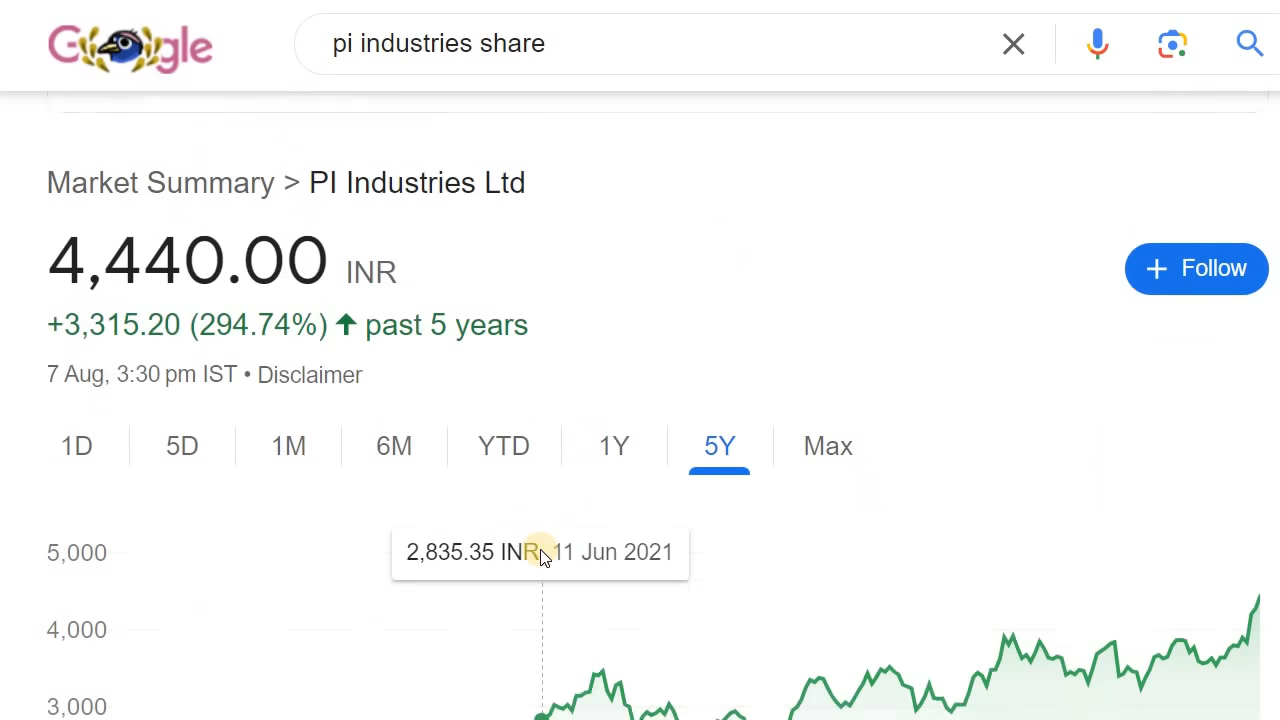 Google
pi industries share
Market Summary > PI Industries Ltd
4,440.00 INR
+ Follow
+3,315.20 (294.74%) ↑ past 5 years
7 Aug, 3:30 pm IST • Disclaimer
1D 5D 1M 6M YTD 1Y 5Y Max
2,835.35 INR 11 Jun 2021
5,000
4,000
3,000